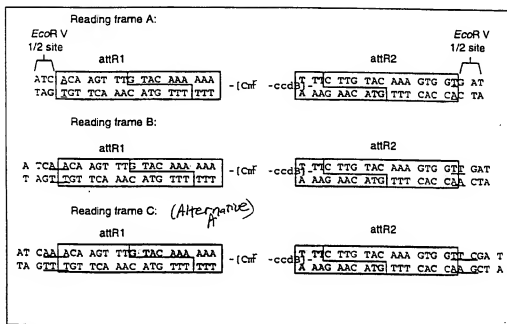 Reading frame A:
EcoR V
1/2 site
EcoR V
1/2 site
attR1 attR2
ATC ACA AGT TTG TAC AAA AAA -[Cmr -ccdB]- T TTC TTG TAC AAA GTG GTG AT
TAG TGT TCA AAC ATG TTT TTT A AAG AAC ATG TTT CAC CAC TA
Reading frame B:
attR1 attR2
A TCA ACA AGT TTG TAC AAA AAA -[Cmr -ccdB]- T TTC TTG TAC AAA GTG GTT GAT
T AGT TGT TCA AAC ATG TTT TTT A AAG AAC ATG TTT CAC CAA CTA
Reading frame C: (Alternative A)
attR1 attR2
AT CAA ACA AGT TTG TAC AAA AAA -[Cmr -ccdB]- T TTC TTG TAC AAA GTG GTT CGA T
TA GTT TGT TCA AAC ATG TTT TTT A AAG AAC ATG TTT CAC CAA GCT A